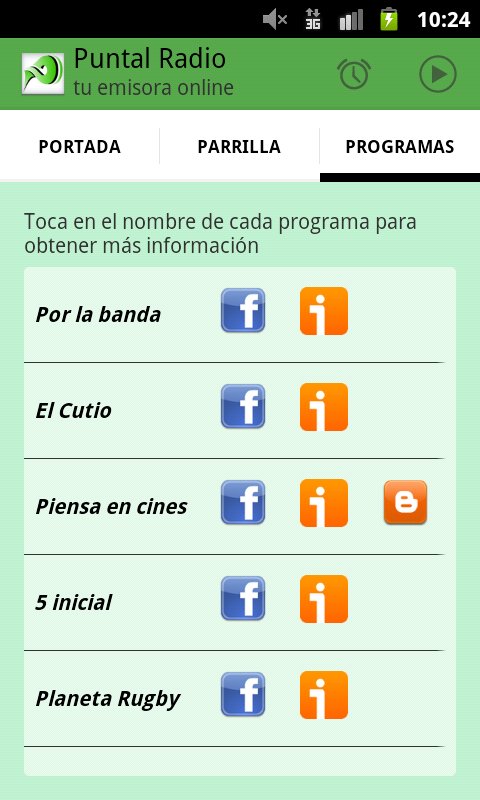 3G 10:24
Puntal Radio
tu emisora online
PORTADA PARRILLA PROGRAMAS
Toca en el nombre de cada programa para
obtener más información
Por la banda f i
El Cutio f i
Piensa en cines f i B
5 inicial f i
Planeta Rugby f i